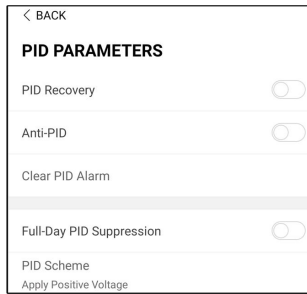 < BACK
PID PARAMETERS
PID Recovery
Anti-PID
Clear PID Alarm
Full-Day PID Suppression
PID Scheme
Apply Positive Voltage